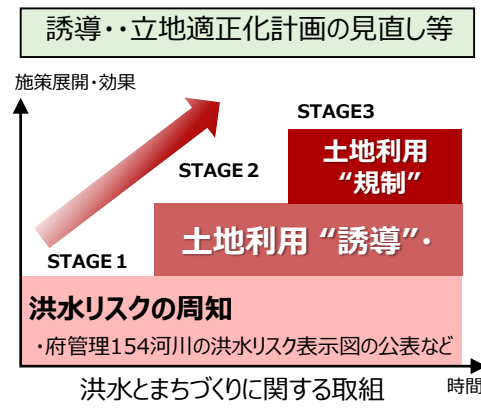 誘導・・立地適正化計画の見直し等
施策展開・効果
STAGE3
土地利用
“規制”
STAGE２
土地利用 “誘導”・
STAGE１
洪水リスクの周知
・府管理154河川の洪水リスク表示図の公表など
洪水とまちづくりに関する取組
時間